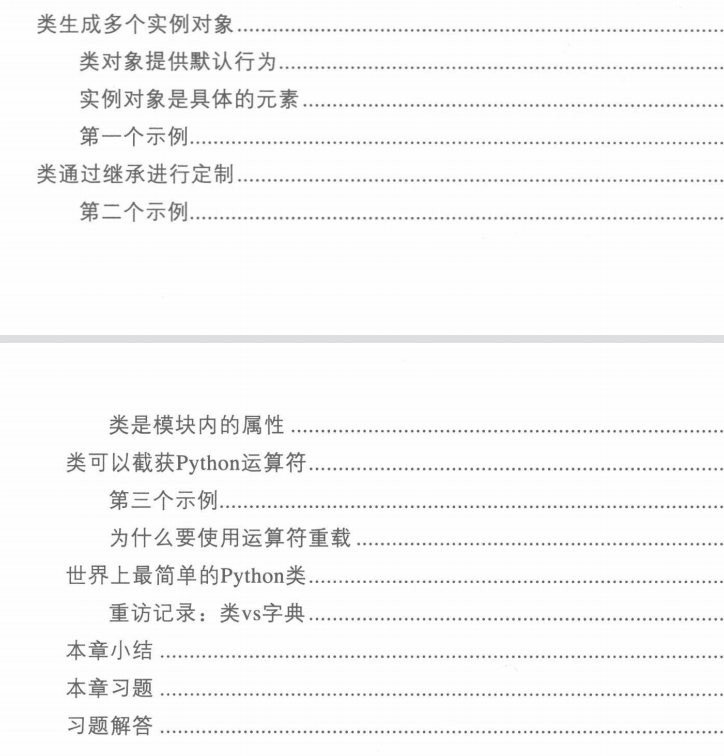 类生成多个实例对象
类对象提供默认行为
实例对象是具体的元素
第一个示例
类通过继承进行定制
第二个示例
类是模块内的属性
类可以截获Python运算符
第三个示例
为什么要使用运算符重载
世界上最简单的Python类
重访记录：类vs字典
本章小结
本章习题
习题解答